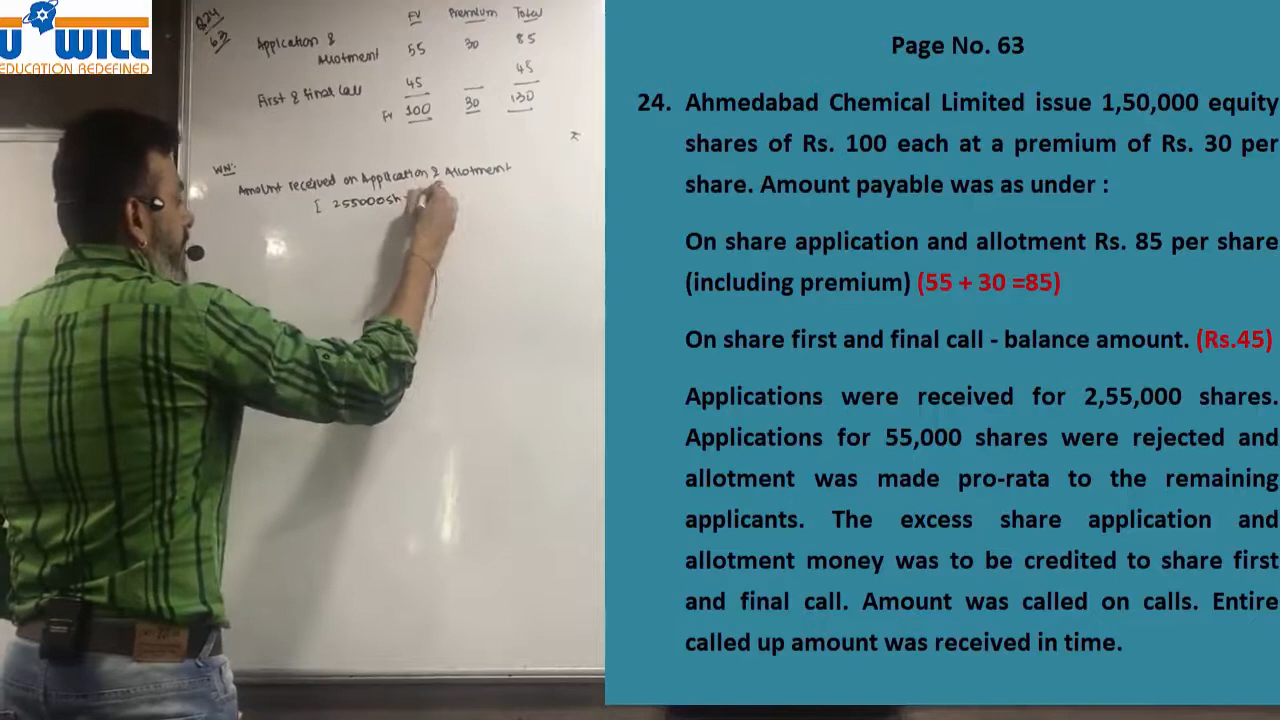 U WILL
EDUCATION REDEFINED
Q24
63
FV Premium Total
Application & Allotment 55 30 85
First & Final Call 45 — 45
100 30 130
WN:-
Amount received on Application & Allotment
[ 255000 sh
Page No. 63
24. Ahmedabad Chemical Limited issue 1,50,000 equity
shares of Rs. 100 each at a premium of Rs. 30 per
share. Amount payable was as under :
On share application and allotment Rs. 85 per share
(including premium) (55 + 30 =85)
On share first and final call - balance amount. (Rs.45)
Applications were received for 2,55,000 shares.
Applications for 55,000 shares were rejected and
allotment was made pro-rata to the remaining
applicants. The excess share application and
allotment money was to be credited to share first
and final call. Amount was called on calls. Entire
called up amount was received in time.